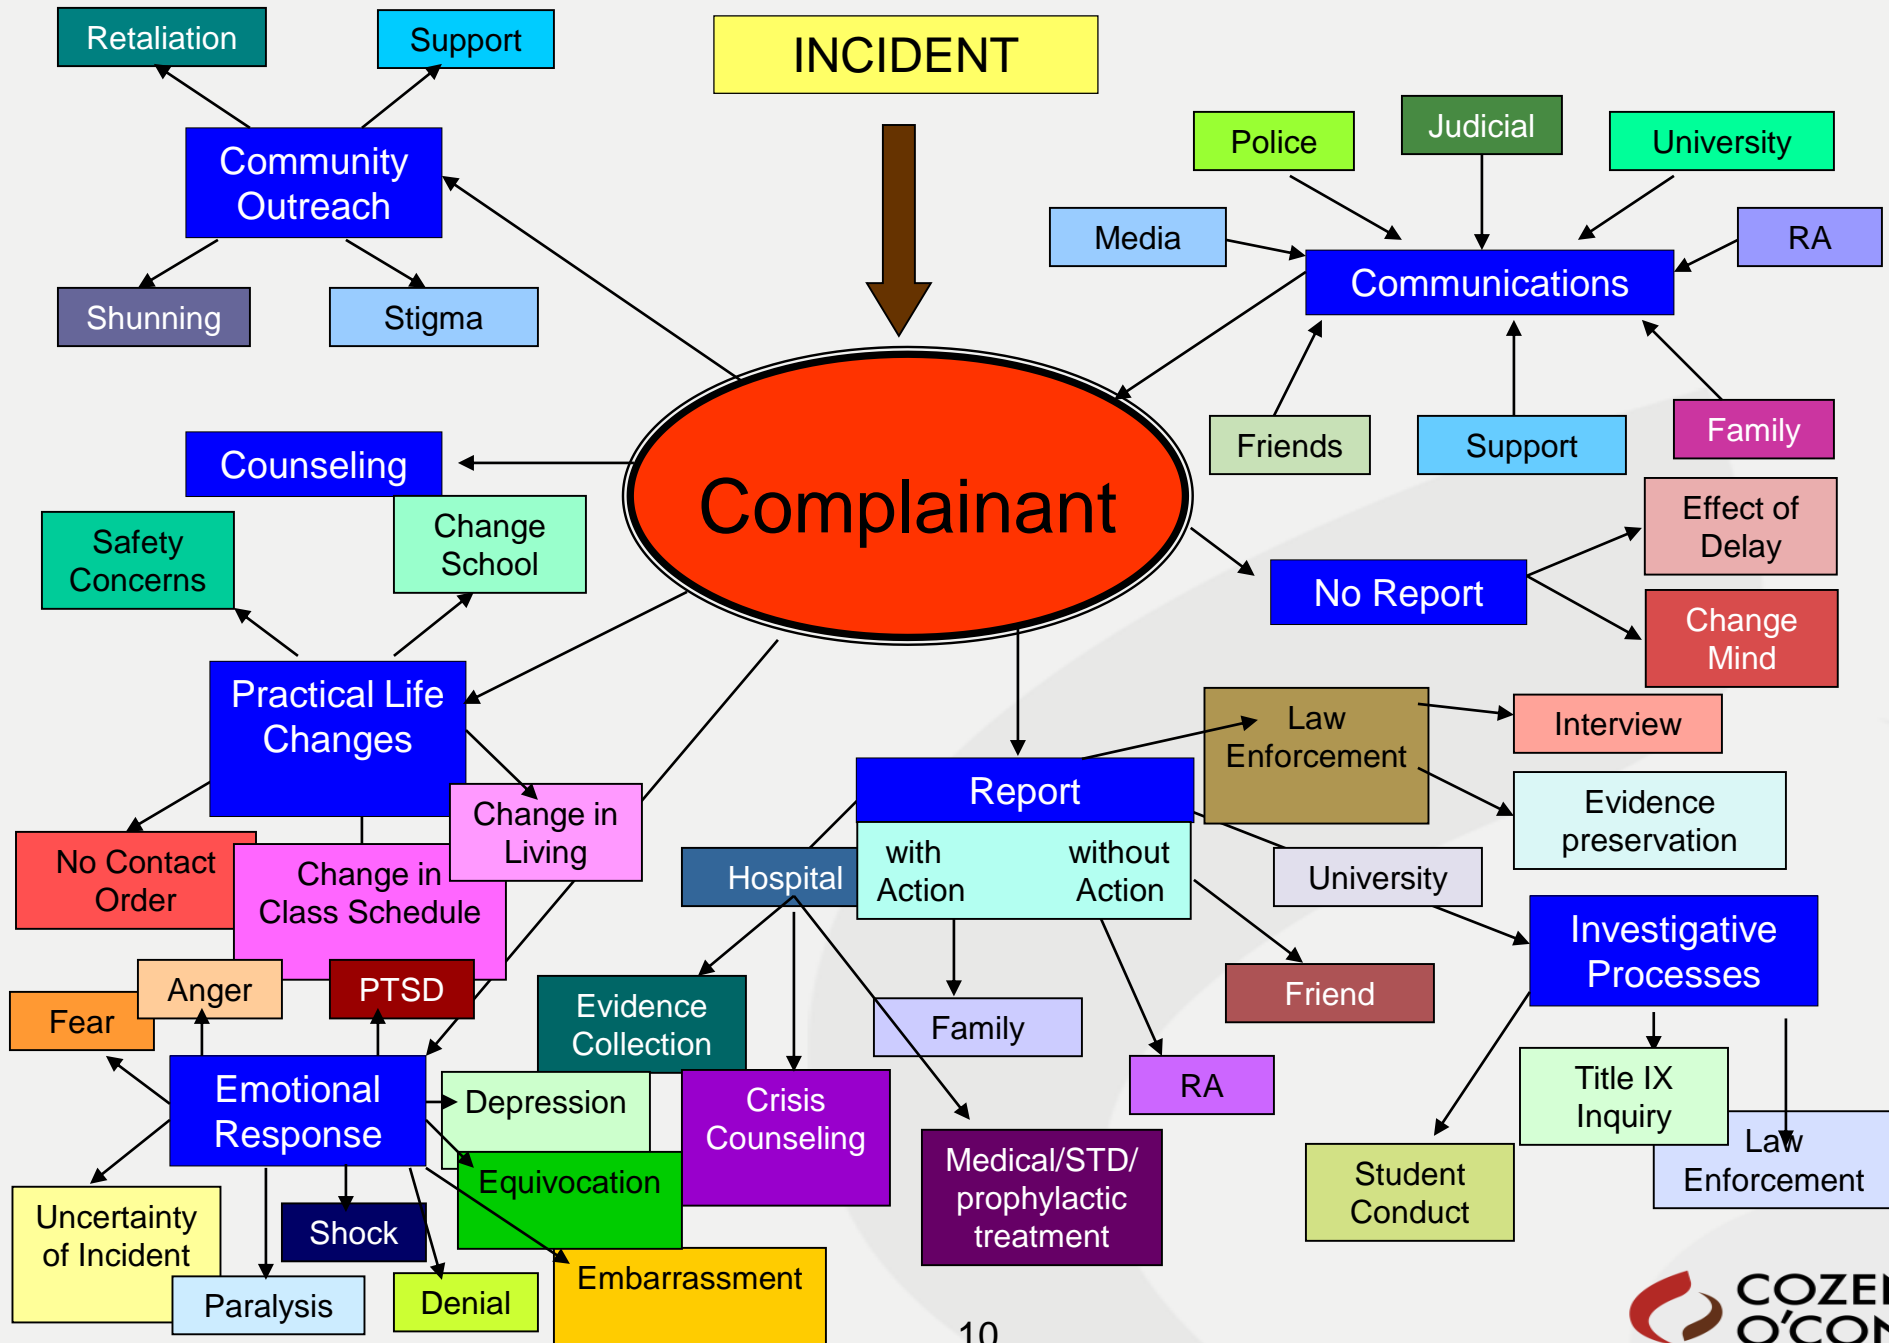 Retaliation
Support
INCIDENT
Police
Judicial
University
Community
Outreach
Media
RA
Communications
Shunning
Stigma
Friends
Support
Family
Counseling
Complainant
Safety
Concerns
Change
School
Effect of
Delay
No Report
Change
Mind
Practical Life
Changes
Law
Enforcement
Interview
Report
Evidence
preservation
Change in
Living
No Contact
Order
Change in
Class Schedule
Hospital
with
Action
without
Action
University
Investigative
Processes
Anger
PTSD
Fear
Evidence
Collection
Family
Friend
Emotional
Response
Depression
Crisis
Counseling
RA
Title IX
Inquiry
Law
Enforcement
Medical/STD/
prophylactic
treatment
Student
Conduct
Equivocation
Uncertainty
of Incident
Shock
Paralysis
Denial
Embarrassment
10
COZEN
O'CON